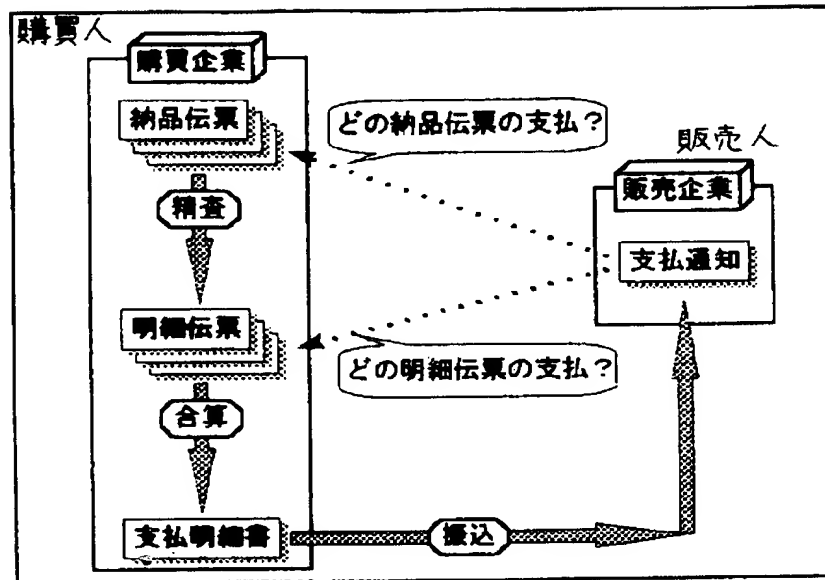 購買人
購買企業
納品伝票
どの納品伝票の支払?
販売人
販売企業
精査
支払通知
明細伝票
どの明細伝票の支払?
合算
支払明細書
振込